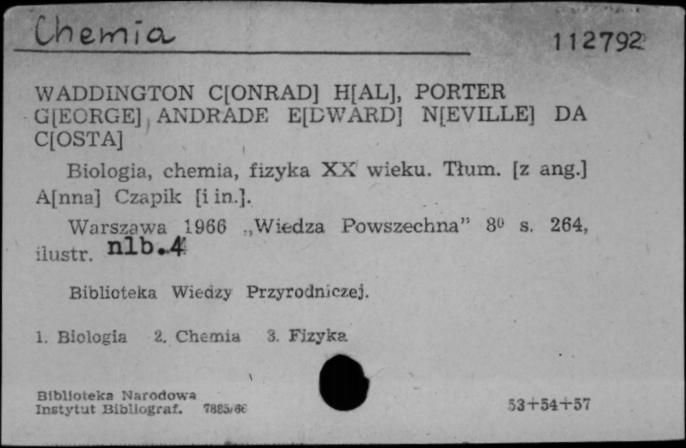 Chemia
112792
WADDINGTON C[ONRAD] H[AL], PORTER
G[EORGE], ANDRADE E[DWARD] N[EVILLE] DA
C[OSTA]
Biologia, chemia, fizyka XX wieku. Tłum. [z ang.]
A[nna] Czapik [i in.].
Warszawa 1966 „Wiedza Powszechna" 8⁰ s. 264,
ilustr. nlb.4
Biblioteka Wiedzy Przyrodniczej.
1. Biologia 2. Chemia 3. Fizyka
Biblioteka Narodowa
Instytut Bibliograf. 7885/66
53+54+57